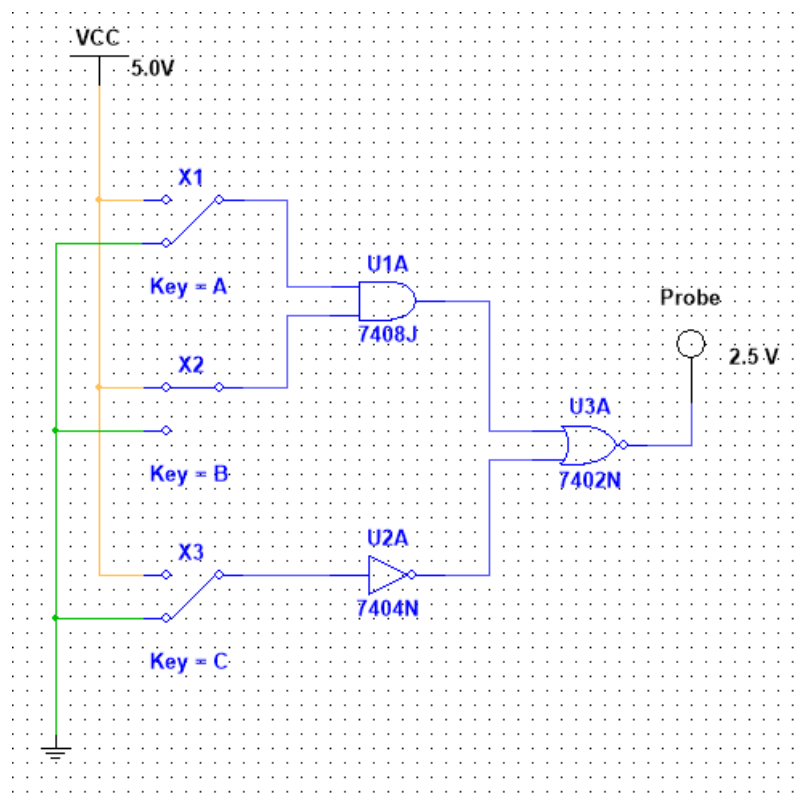 VCC
5.0V
X1
Key = A
U1A
7408J
Probe
2.5 V
X2
Key = B
U3A
7402N
X3
Key = C
U2A
7404N